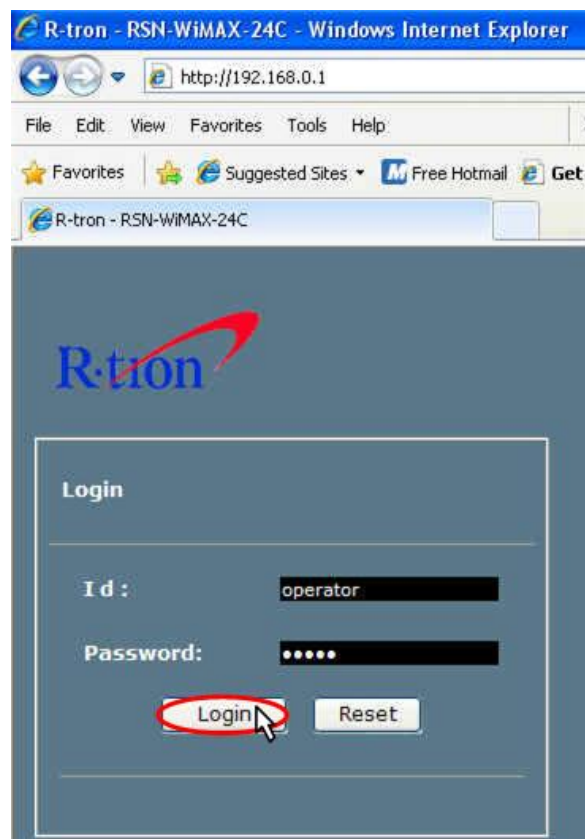 R-tron - RSN-WiMAX-24C - Windows Internet Explorer
http://192.168.0.1
File Edit View Favorites Tools Help
Favorites Suggested Sites Free Hotmail Get
R-tron - RSN-WiMAX-24C
R·tron
Login
Id:
operator
Password:
•••••
Login Reset